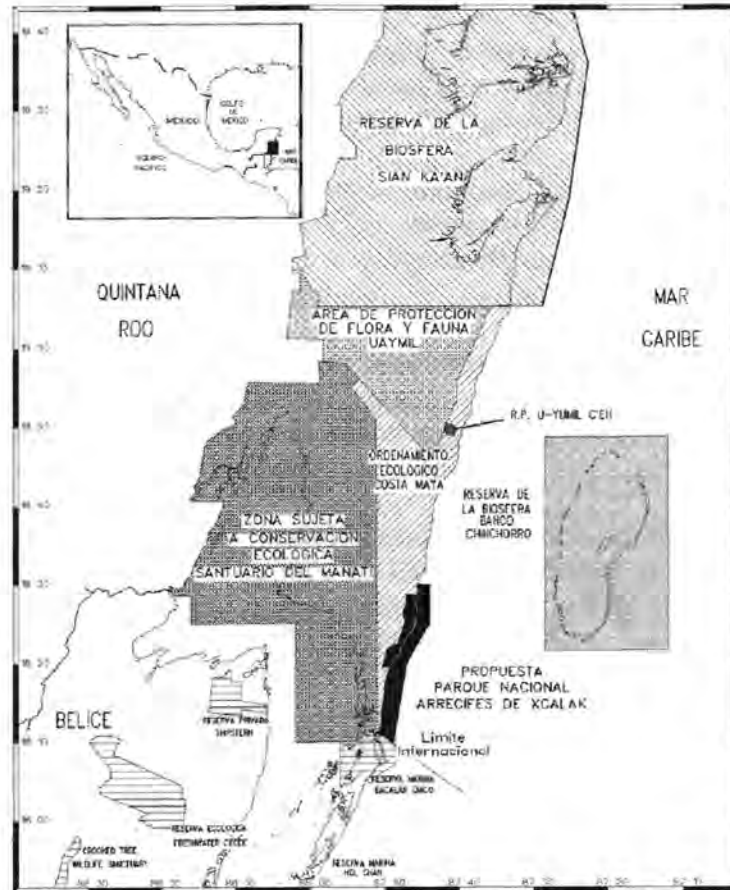 GOLFO
DE
MEXICO
MEXICO
MAR
CARIBE
OCEANO
PACIFICO
RESERVA DE LA
BIOSFERA
SIAN KA'AN
QUINTANA
ROO
MAR
CARIBE
AREA DE PROTECCION
DE FLORA Y FAUNA
UAYMIL
R.P. U-YUMIL C'EH
ORDENAMIENTO
ECOLOGICO
COSTA MAYA
RESERVA DE
LA BIOSFERA
BANCO
CHINCHORRO
ZONA SUJETA
A CONSERVACION
ECOLOGICA
SANTUARIO DEL MANATI
PROPUESTA
PARQUE NACIONAL
ARRECIFES DE XCALAK
BELICE
RESERVA PRIVADA
SHIPSTERN
Limite
Internacional
RESERVA MARINA
BACALAR CHICO
RESERVA ECOLOGICA
FRESHWATER CREEK
CROOKED TREE
WILDLIFE SANCTUARY
RESERVA MARINA
HOL CHAN